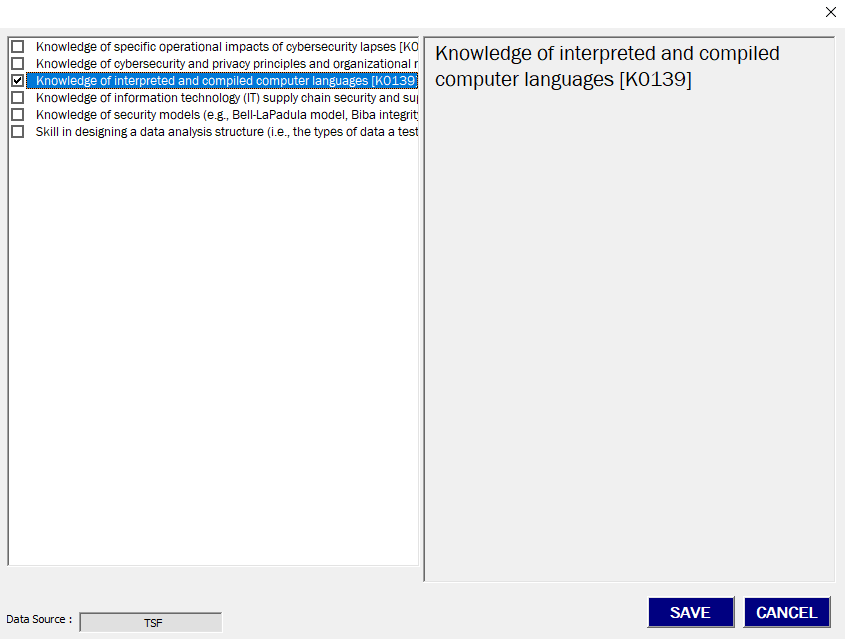 Knowledge of specific operational impacts of cybersecurity lapses [K0
Knowledge of cybersecurity and privacy principles and organizational r
Knowledge of interpreted and compiled computer languages [K0139]
Knowledge of information technology (IT) supply chain security and su
Knowledge of security models (e.g., Bell-LaPadula model, Biba integrity
Skill in designing a data analysis structure (i.e., the types of data a test
Knowledge of interpreted and compiled
computer languages [K0139]
Data Source :
TSF
SAVE
CANCEL